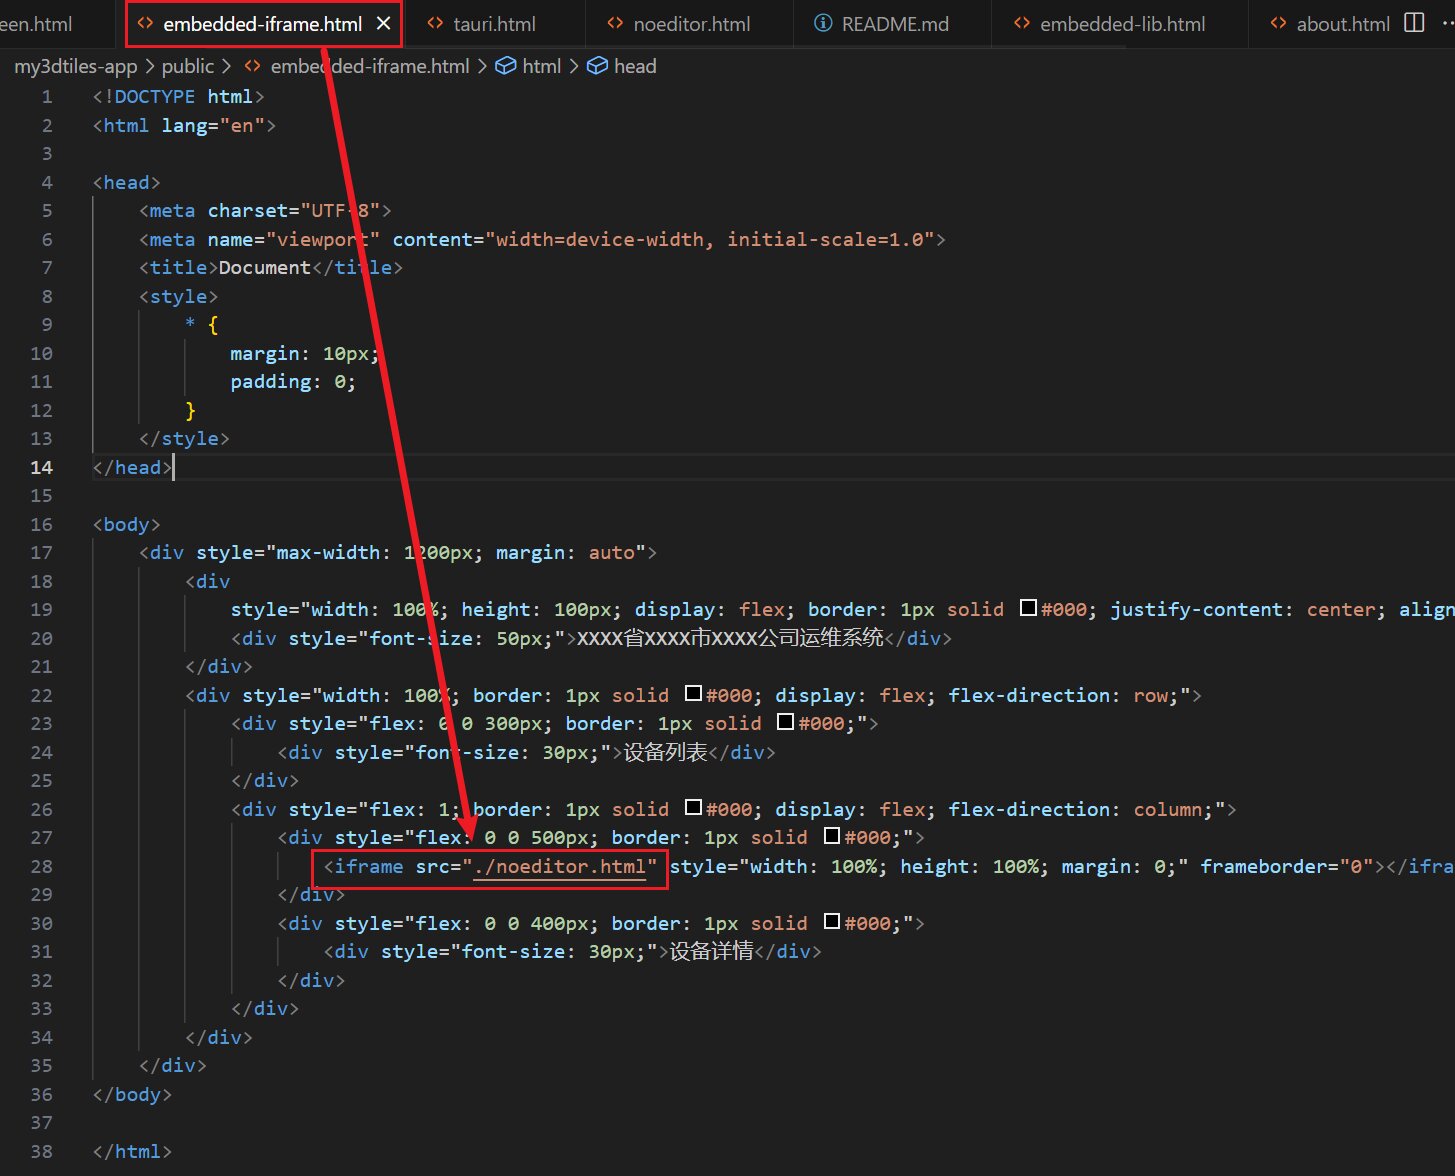 een.html embedded-iframe.html tauri.html noeditor.html README.md embedded-lib.html about.html
my3dtiles-app > public > embedded-iframe.html > html > head
1 <!DOCTYPE html>
2 <html lang="en">
3
4 <head>
5 <meta charset="UTF-8">
6 <meta name="viewport" content="width=device-width, initial-scale=1.0">
7 <title>Document</title>
8 <style>
9 * {
10 margin: 10px;
11 padding: 0;
12 }
13 </style>
14 </head>
15
16 <body>
17 <div style="max-width: 1200px; margin: auto">
18 <div
19 style="width: 100%; height: 100px; display: flex; border: 1px solid #000; justify-content: center; align
20 <div style="font-size: 50px;">XXXX省XXXX市XXXX公司运维系统</div>
21 </div>
22 <div style="width: 100%; border: 1px solid #000; display: flex; flex-direction: row;">
23 <div style="flex: 0 0 300px; border: 1px solid #000;">
24 <div style="font-size: 30px;">设备列表</div>
25 </div>
26 <div style="flex: 1; border: 1px solid #000; display: flex; flex-direction: column;">
27 <div style="flex: 0 0 500px; border: 1px solid #000;">
28 <iframe src="./noeditor.html" style="width: 100%; height: 100%; margin: 0;" frameborder="0"></ifra
29 </div>
30 <div style="flex: 0 0 400px; border: 1px solid #000;">
31 <div style="font-size: 30px;">设备详情</div>
32 </div>
33 </div>
34 </div>
35 </div>
36 </body>
37
38 </html>